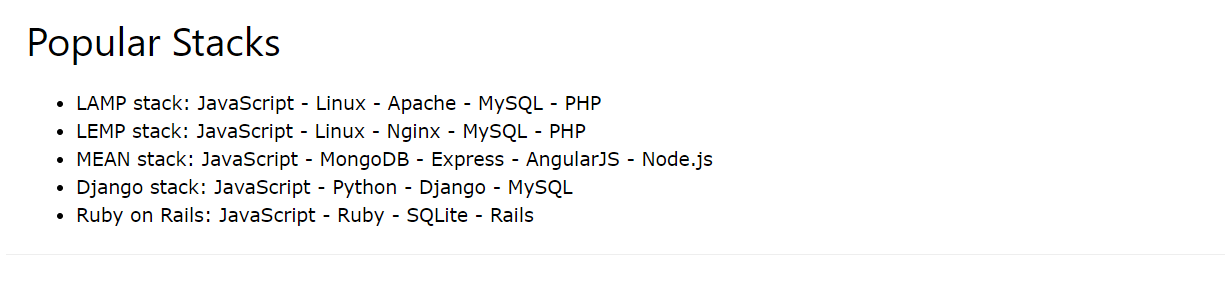 Popular Stacks
• LAMP stack: JavaScript - Linux - Apache - MySQL - PHP
• LEMP stack: JavaScript - Linux - Nginx - MySQL - PHP
• MEAN stack: JavaScript - MongoDB - Express - AngularJS - Node.js
• Django stack: JavaScript - Python - Django - MySQL
• Ruby on Rails: JavaScript - Ruby - SQLite - Rails